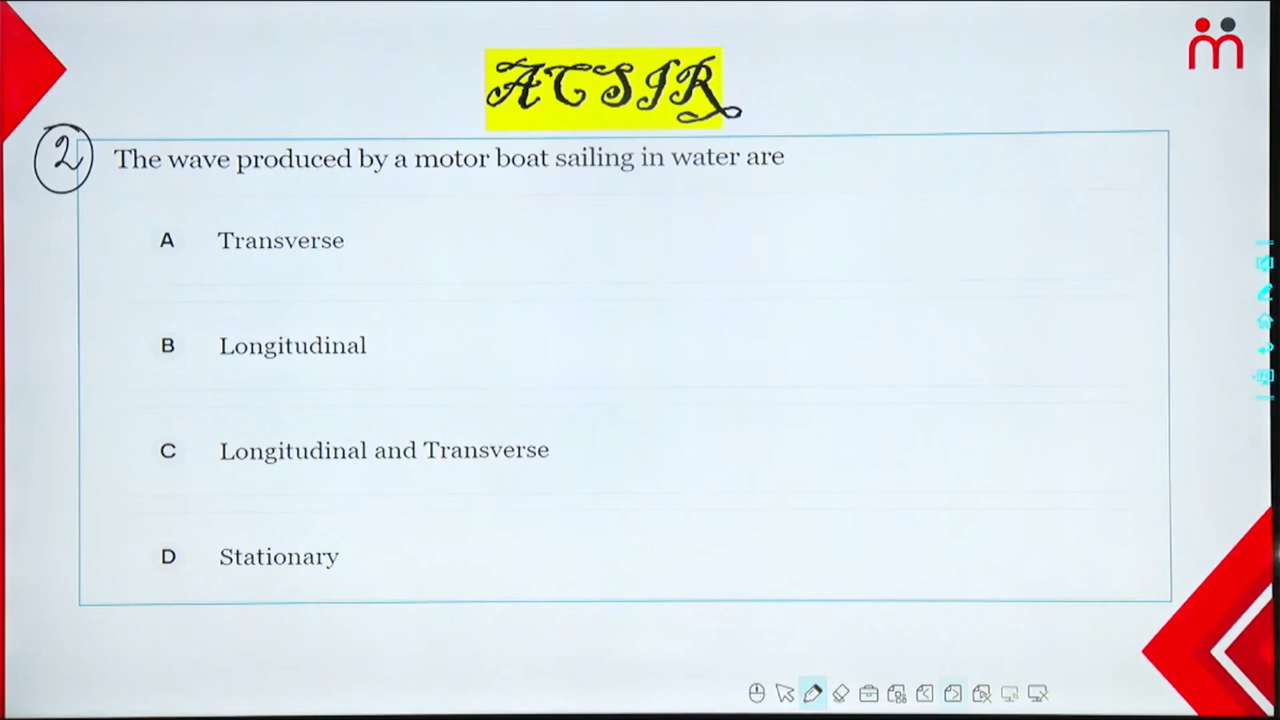 ACSIR
2 The wave produced by a motor boat sailing in water are
A Transverse
B Longitudinal
C Longitudinal and Transverse
D Stationary